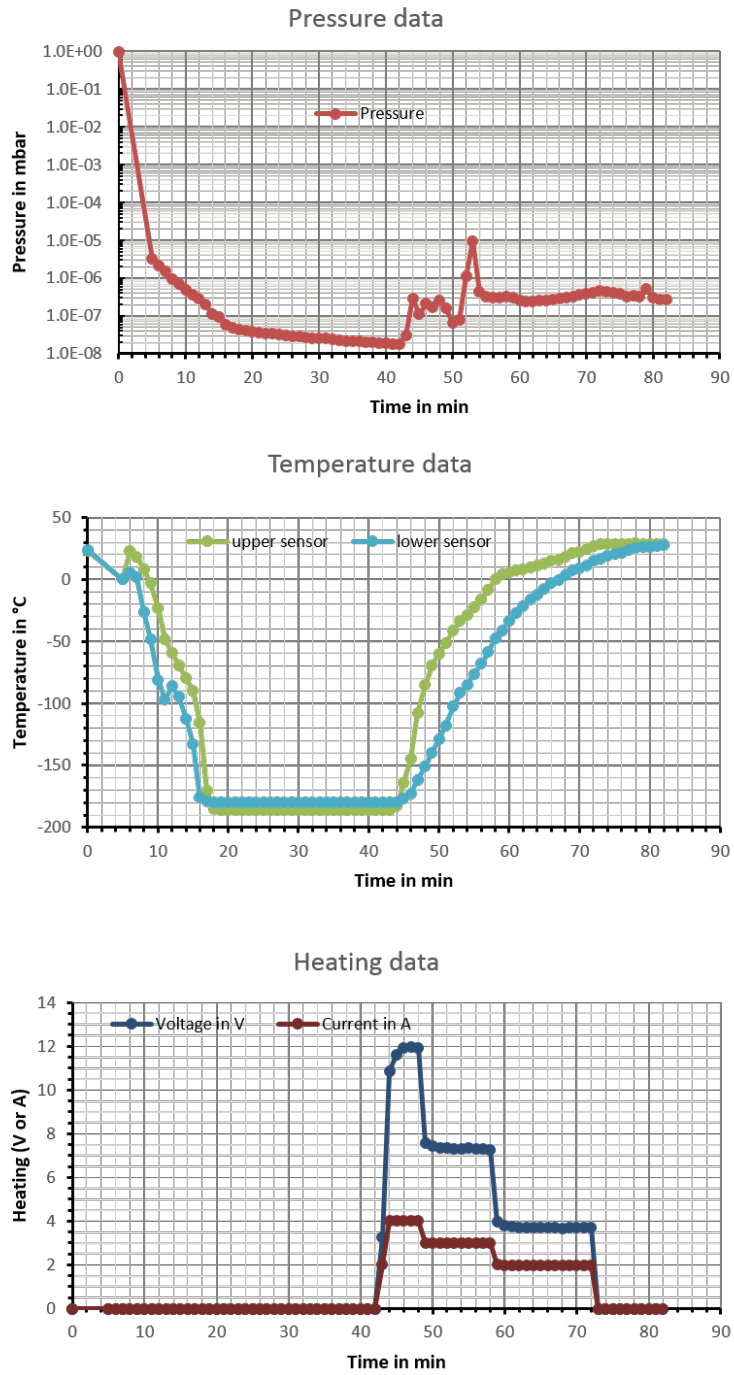 Pressure data
1.0E+00
1.0E-01
1.0E-02
1.0E-03
1.0E-04
1.0E-05
1.0E-06
1.0E-07
1.0E-08
Pressure in mbar
Pressure
0 10 20 30 40 50 60 70 80 90
Time in min
Temperature data
50
0
-50
-100
-150
-200
Temperature in °C
upper sensor lower sensor
0 10 20 30 40 50 60 70 80 90
Time in min
Heating data
14
12
10
8
6
4
2
0
Heating (V or A)
Voltage in V Current in A
0 10 20 30 40 50 60 70 80 90
Time in min